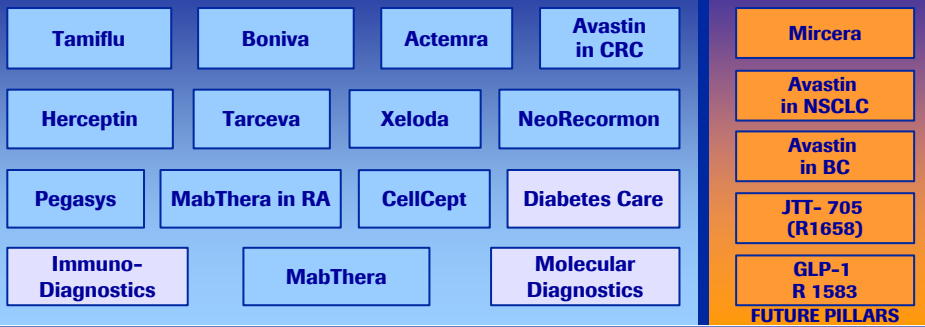 Tamiflu
Boniva
Actemra
Avastin
in CRC
Herceptin
Tarceva
Xeloda
NeoRecormon
Pegasys
MabThera in RA
CellCept
Diabetes Care
Immuno-
Diagnostics
MabThera
Molecular
Diagnostics
Mircera
Avastin
in NSCLC
Avastin
in BC
JTT- 705
(R1658)
GLP-1
R 1583
FUTURE PILLARS